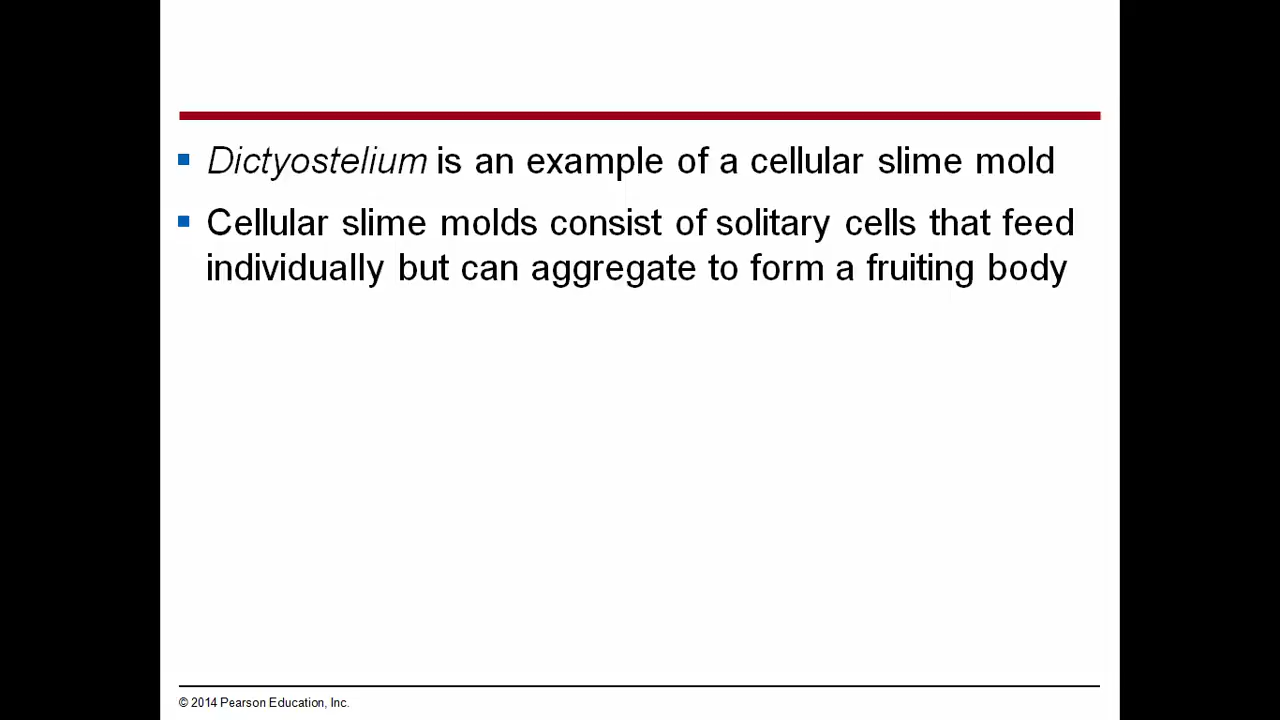 Dictyostelium is an example of a cellular slime mold
Cellular slime molds consist of solitary cells that feed
individually but can aggregate to form a fruiting body
© 2014 Pearson Education, Inc.